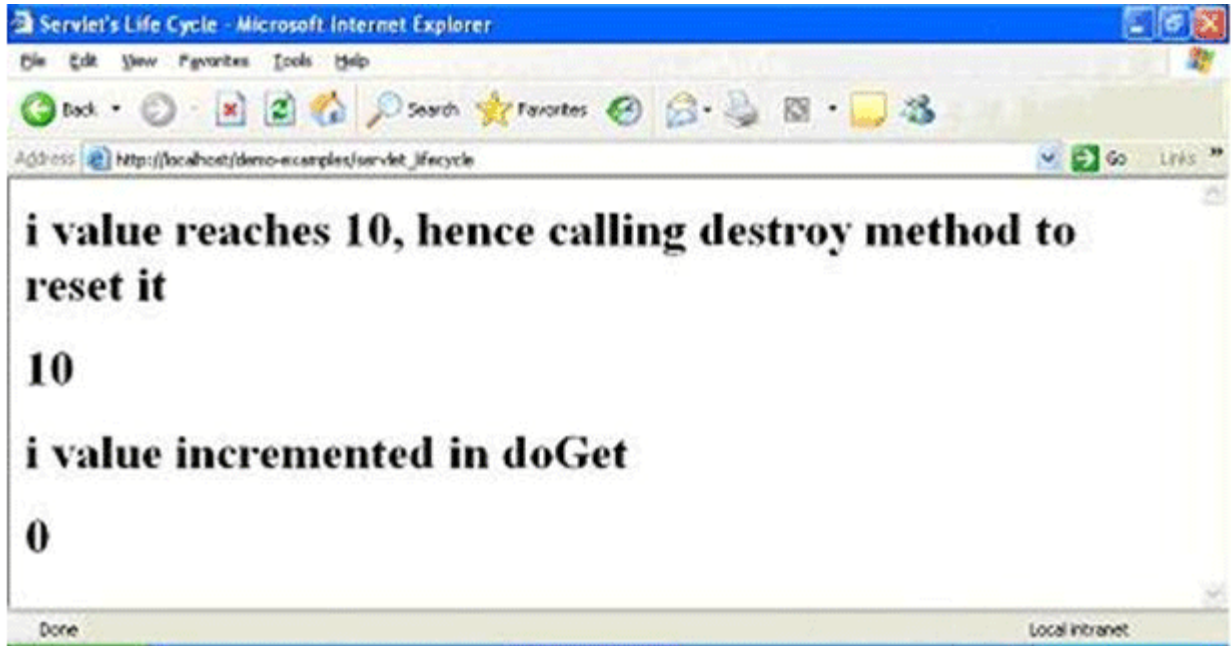 Servlet's Life Cycle - Microsoft Internet Explorer
File Edit View Favorites Tools Help
Back Search Favorites
Address http://localhost/demo-examples/servlet_lifecycle Go Links »
i value reaches 10, hence calling destroy method to
reset it
10
i value incremented in doGet
0
Done Local intranet